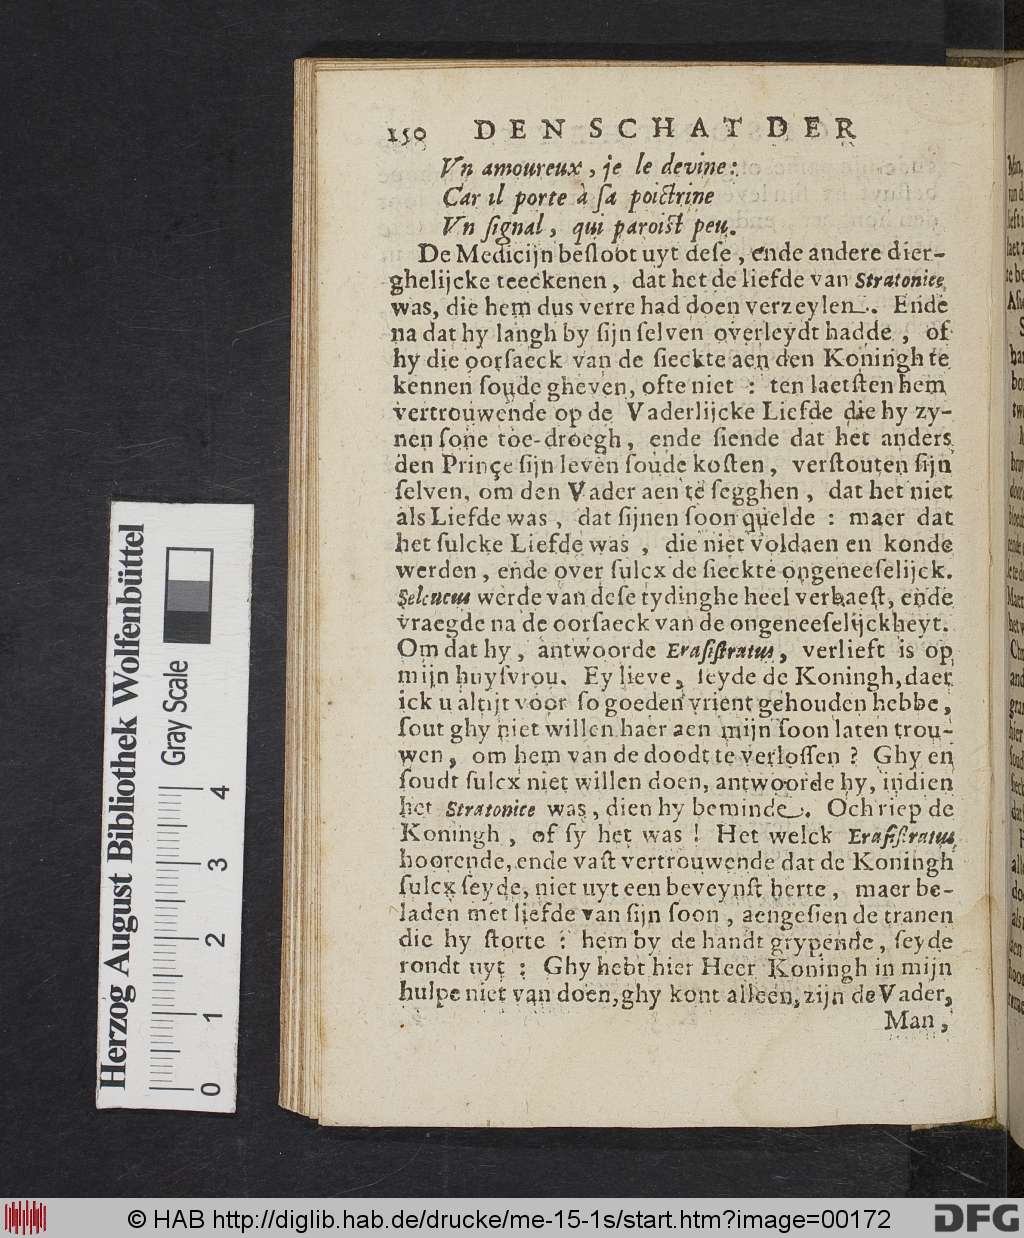 150 DEN SCHAT DER
Vn amoureux, je le devine:
Car il porte à ſa poictrine
Vn ſignal, qui paroiſt peu.
De Medicijn beſloot uyt deſe, ende andere dier-
ghelijcke teeckenen, dat het de liefde van Stratonice
was, die hem dus verre had doen verzeylen. Ende
na dat hy langh by ſijn ſelven overleydt hadde, of
hy die oorſaeck van de ſieckte aen den Koningh te
kennen ſoude gheven, ofte niet: ten laetſten hem
vertrouwende op de Vaderlijcke Liefde die hy zy-
nen ſone toe-droegh, ende ſiende dat het anders
den Prinçe ſijn leven ſoude koſten, verſtouten ſijn
ſelven, om den Vader aen te ſegghen, dat het niet
als Liefde was, dat ſijnen ſoon quelde: maer dat
het ſulcke Liefde was, die niet voldaen en konde
werden, ende over ſulcx de ſieckte ongeneeſelijck.
Seleucus werde van deſe tydinghe heel verbaeſt, ende
vraegde na de oorſaeck van de ongeneeſelijckheyt.
Om dat hy, antwoorde Eraſiſtratus, verlieft is op
mijn huyſvrou. Ey lieve, ſeyde de Koningh, daer
ick u altijt voor ſo goeden vrient gehouden hebbe,
ſout ghy niet willen haer aen mijn ſoon laten trou-
wen, om hem van de doodt te verloſſen? Ghy en
ſoudt ſulcx niet willen doen, antwoorde hy, indien
het Stratonice was, dien hy beminde. Och riep de
Koningh, of ſy het was! Het welck Eraſiſtratus
hoorende, ende vaſt vertrouwende dat de Koningh
ſulcx ſeyde, niet uyt een beveynſt herte, maer be-
laden met liefde van ſijn ſoon, aengeſien de tranen
die hy ſtorte: hem by de handt grypende, ſeyde
rondt uyt: Ghy hebt hier Heer Koningh in mijn
hulpe niet van doen, ghy kont alleen, zijn de Vader,
Man,
Herzog August Bibliothek Wolfenbüttel
Gray Scale
0 1 2 3 4
© HAB http://diglib.hab.de/drucke/me-15-1s/start.htm?image=00172
DFG